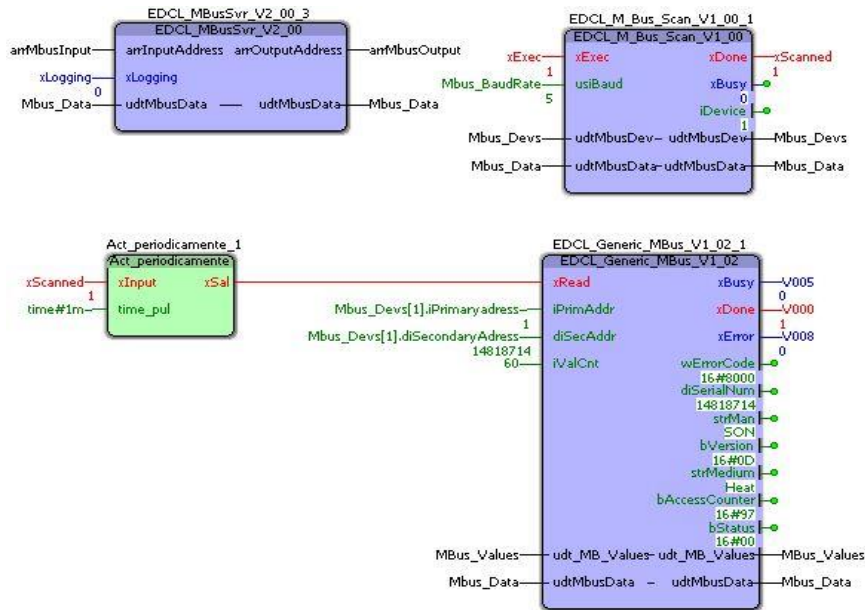 EDCL_MBusSvr_V2_00_3
EDCL_MBusSvr_V2_00
arrMbusInput arrInputAddress arrOutputAddress arrMbusOutput
xLogging xLogging
0
Mbus_Data udtMbusData udtMbusData Mbus_Data
EDCL_M_Bus_Scan_V1_00_1
EDCL_M_Bus_Scan_V1_00
xExec xExec xDone xScanned
1 1
Mbus_BaudRate usiBaud xBusy
5 0
iDevice
1
Mbus_Devs udtMbusDev udtMbusDev Mbus_Devs
Mbus_Data udtMbusData udtMbusData Mbus_Data
Act_periodicamente_1
Act_periodicamente
xScanned xInput xSal
1
time#1m time_pul
EDCL_Generic_MBus_V1_02_1
EDCL_Generic_MBus_V1_02
xRead xBusy V005
0
Mbus_Devs[1].iPrimaryadress iPrimAddr xDone V000
1 1
Mbus_Devs[1].diSecondaryAdress diSecAddr xError V008
14818714 0
60 iValCnt wErrorCode
16#8000
diSerialNum
14818714
strMan
SON
bVersion
16#0D
strMedium
Heat
bAccessCounter
16#97
bStatus
16#00
MBus_Values udt_MB_Values udt_MB_Values MBus_Values
Mbus_Data udtMbusData udtMbusData Mbus_Data